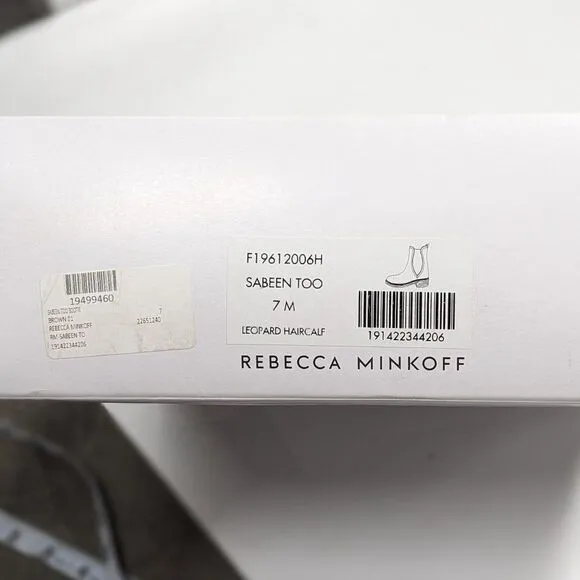 19499460
SABEEN TOO BOOTIE
7
BROWN 01
22651240
REBECCA MINKOFF
RM-SABEEN TO
191422344206
F19612006H
SABEEN TOO
7 M
LEOPARD HAIRCALF
191422344206
REBECCA MINKOFF